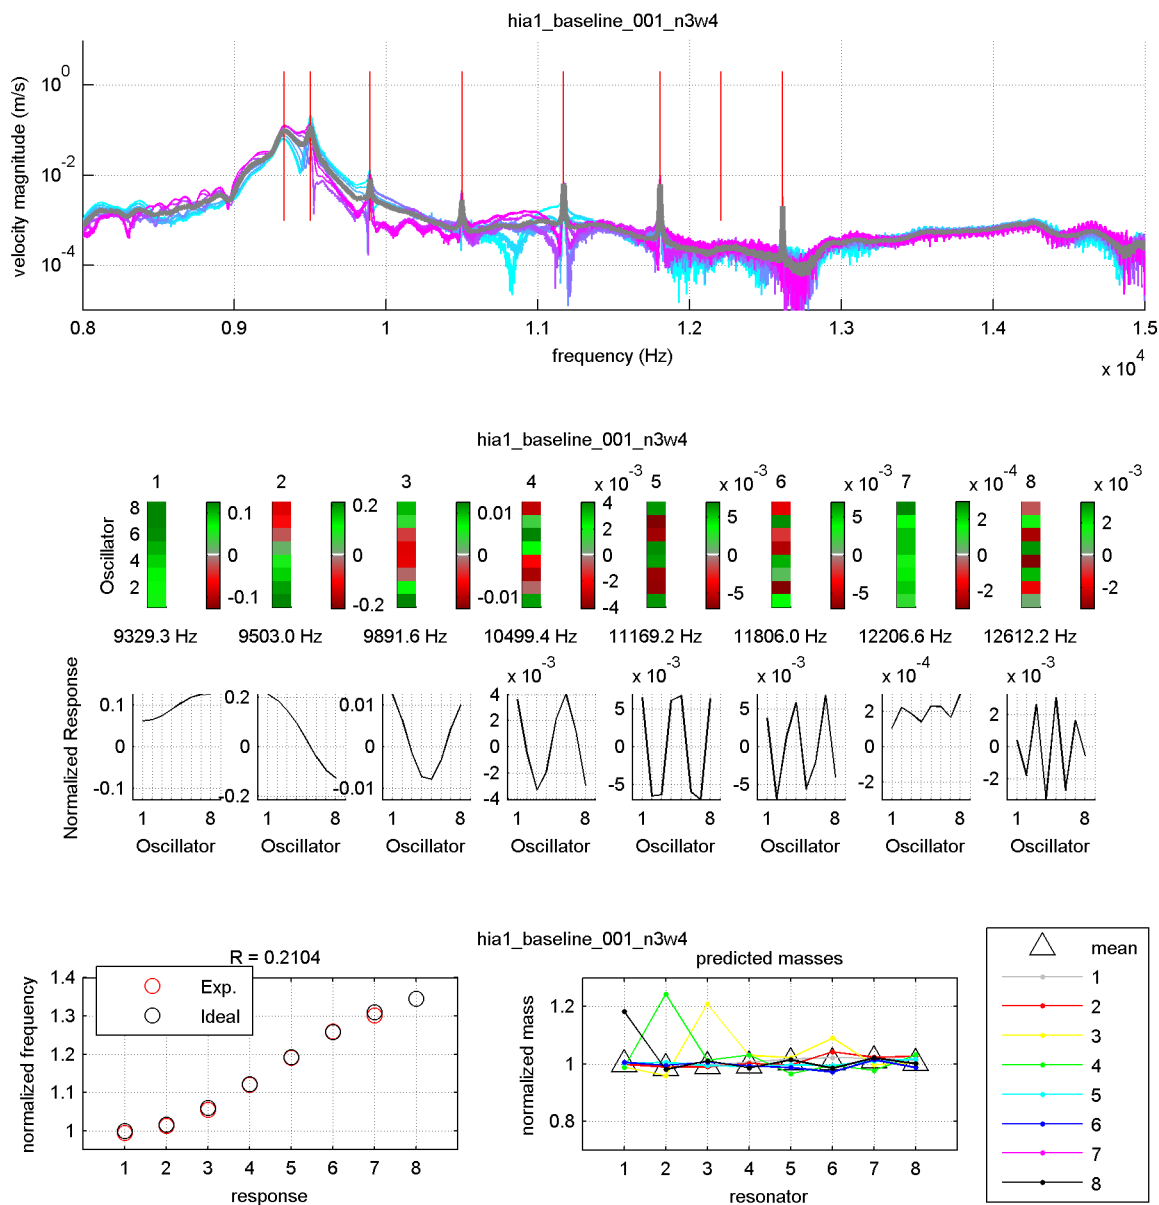 hia1_baseline_001_n3w4
velocity magnitude (m/s)
10^0
10^-2
10^-4
0.8 0.9 1 1.1 1.2 1.3 1.4 1.5
frequency (Hz)
x 10^4
hia1_baseline_001_n3w4
1 2 3 4 5 6 7 8
x 10^-3 x 10^-3 x 10^-3 x 10^-4 x 10^-3
Oscillator
8
6
4
2
0.1
0
-0.1
0.2
0
-0.2
0.01
0
-0.01
4
2
0
-2
-4
5
0
-5
5
0
-5
2
0
-2
2
0
-2
9329.3 Hz 9503.0 Hz 9891.6 Hz 10499.4 Hz 11169.2 Hz 11806.0 Hz 12206.6 Hz 12612.2 Hz
x 10^-3 x 10^-3 x 10^-3 x 10^-4 x 10^-3
Normalized Response
0.1
0
-0.1
0.2
0
-0.2
0.01
0
-0.01
4
2
0
-2
-4
5
0
-5
5
0
-5
2
0
-2
2
0
-2
1 8 1 8 1 8 1 8 1 8 1 8 1 8 1 8
Oscillator Oscillator Oscillator Oscillator Oscillator Oscillator Oscillator Oscillator
hia1_baseline_001_n3w4
R = 0.2104
normalized frequency
1.4
1.3
1.2
1.1
1
Exp.
Ideal
1 2 3 4 5 6 7 8
response
predicted masses
normalized mass
1.2
1
0.8
1 2 3 4 5 6 7 8
resonator
mean
1
2
3
4
5
6
7
8